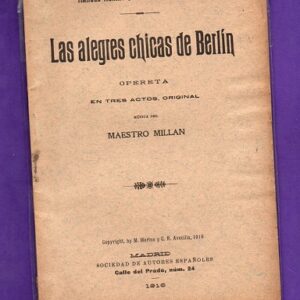 Las alegres chicas de Berlín
OPERETA
EN TRES ACTOS, ORIGINAL
MÚSICA DEL
MAESTRO MILLAN
Copyright, by M. Merino y C. R. Avecilla, 1916
MADRID
SOCIEDAD DE AUTORES ESPAÑOLES
Calle del Prado, núm. 24
1916